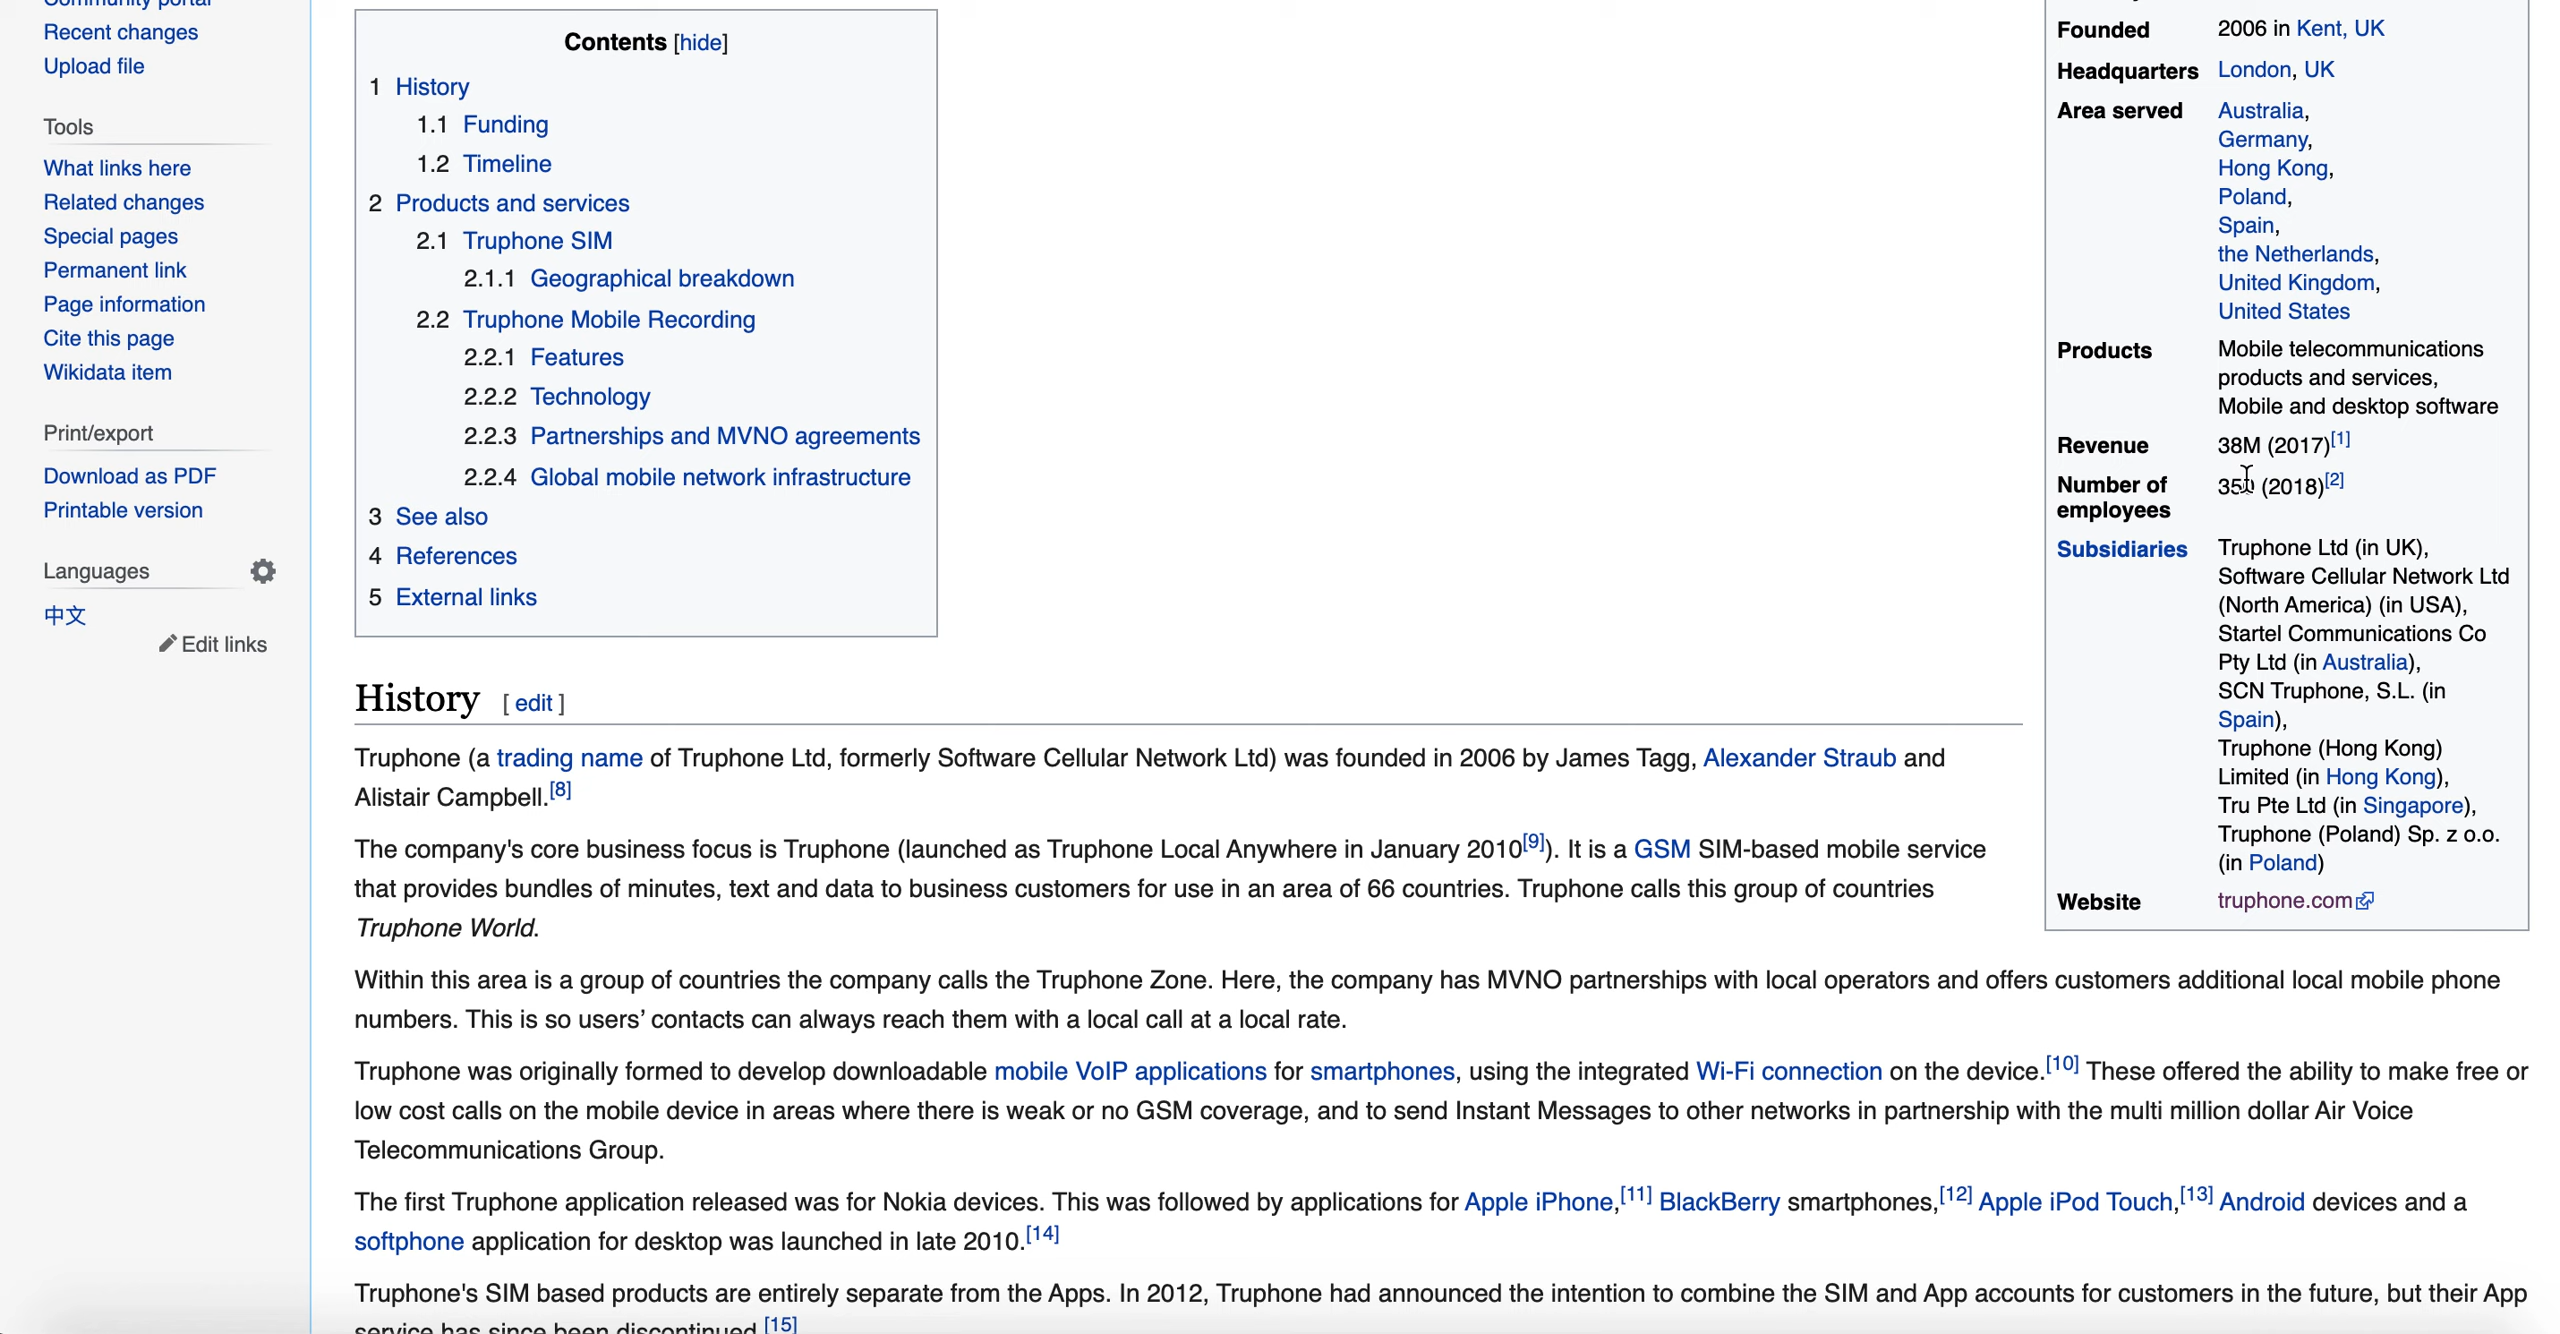 Community portal
Recent changes
Upload file
Tools
What links here
Related changes
Special pages
Permanent link
Page information
Cite this page
Wikidata item
Print/export
Download as PDF
Printable version
Languages
中文
Edit links
Contents [hide]
1 History
1.1 Funding
1.2 Timeline
2 Products and services
2.1 Truphone SIM
2.1.1 Geographical breakdown
2.2 Truphone Mobile Recording
2.2.1 Features
2.2.2 Technology
2.2.3 Partnerships and MVNO agreements
2.2.4 Global mobile network infrastructure
3 See also
4 References
5 External links
Founded 2006 in Kent, UK
Headquarters London, UK
Area served Australia,
Germany,
Hong Kong,
Poland,
Spain,
the Netherlands,
United Kingdom,
United States
Products Mobile telecommunications
products and services,
Mobile and desktop software
Revenue 38M (2017)[1]
Number of 350 (2018)[2]
employees
Subsidiaries Truphone Ltd (in UK),
Software Cellular Network Ltd
(North America) (in USA),
Startel Communications Co
Pty Ltd (in Australia),
SCN Truphone, S.L. (in
Spain),
Truphone (Hong Kong)
Limited (in Hong Kong),
Tru Pte Ltd (in Singapore),
Truphone (Poland) Sp. z o.o.
(in Poland)
Website truphone.com
History [ edit ]
Truphone (a trading name of Truphone Ltd, formerly Software Cellular Network Ltd) was founded in 2006 by James Tagg, Alexander Straub and
Alistair Campbell.[8]
The company's core business focus is Truphone (launched as Truphone Local Anywhere in January 2010[9]). It is a GSM SIM-based mobile service
that provides bundles of minutes, text and data to business customers for use in an area of 66 countries. Truphone calls this group of countries
Truphone World.
Within this area is a group of countries the company calls the Truphone Zone. Here, the company has MVNO partnerships with local operators and offers customers additional local mobile phone
numbers. This is so users’ contacts can always reach them with a local call at a local rate.
Truphone was originally formed to develop downloadable mobile VoIP applications for smartphones, using the integrated Wi-Fi connection on the device.[10] These offered the ability to make free or
low cost calls on the mobile device in areas where there is weak or no GSM coverage, and to send Instant Messages to other networks in partnership with the multi million dollar Air Voice
Telecommunications Group.
The first Truphone application released was for Nokia devices. This was followed by applications for Apple iPhone,[11] BlackBerry smartphones,[12] Apple iPod Touch,[13] Android devices and a
softphone application for desktop was launched in late 2010.[14]
Truphone's SIM based products are entirely separate from the Apps. In 2012, Truphone had announced the intention to combine the SIM and App accounts for customers in the future, but their App
service has since been discontinued.[15]